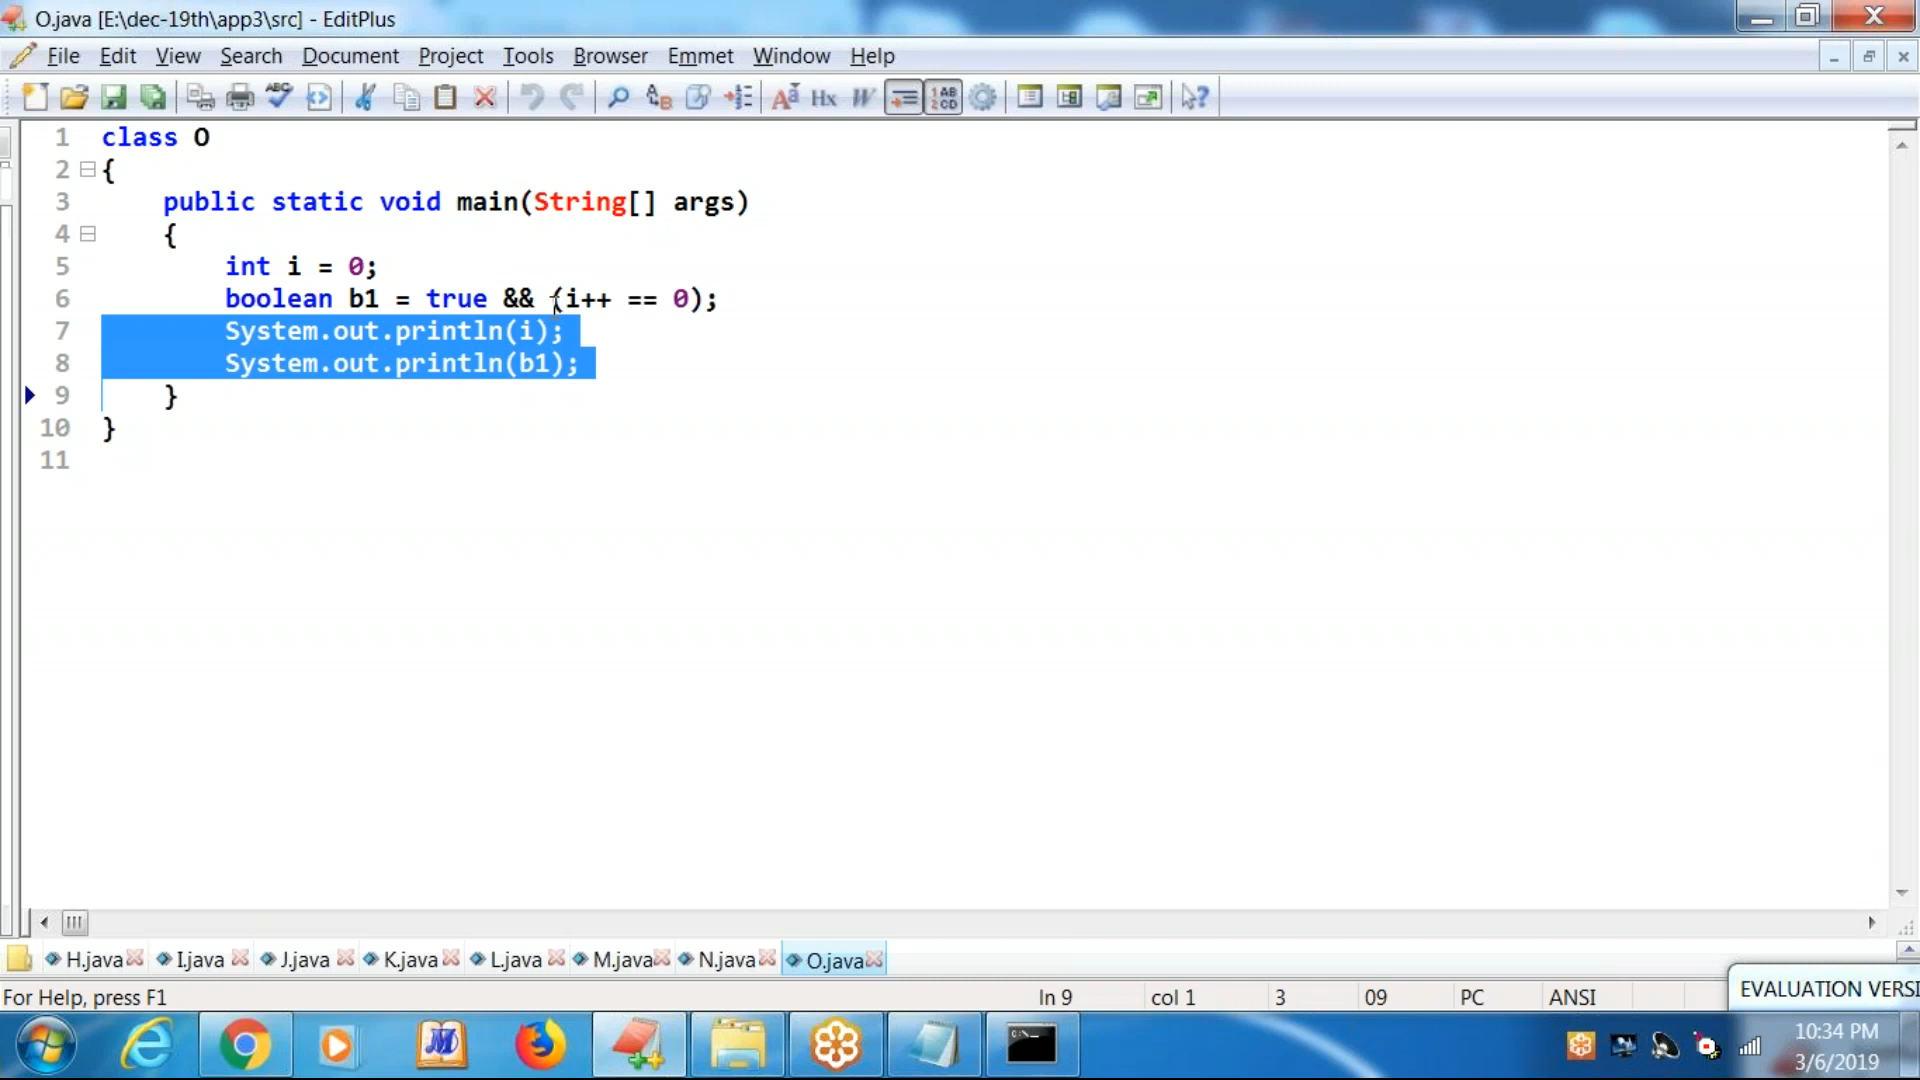 O.java [E:\dec-19th\app3\src] - EditPlus
File Edit View Search Document Project Tools Browser Emmet Window Help
1 class O
2 {
3 public static void main(String[] args)
4 {
5 int i = 0;
6 boolean b1 = true && (i++ == 0);
7 System.out.println(i);
8 System.out.println(b1);
9 }
10 }
11
H.java I.java J.java K.java L.java M.java N.java O.java
For Help, press F1 ln 9 col 1 3 09 PC ANSI
EVALUATION VERSI
10:34 PM
3/6/2019